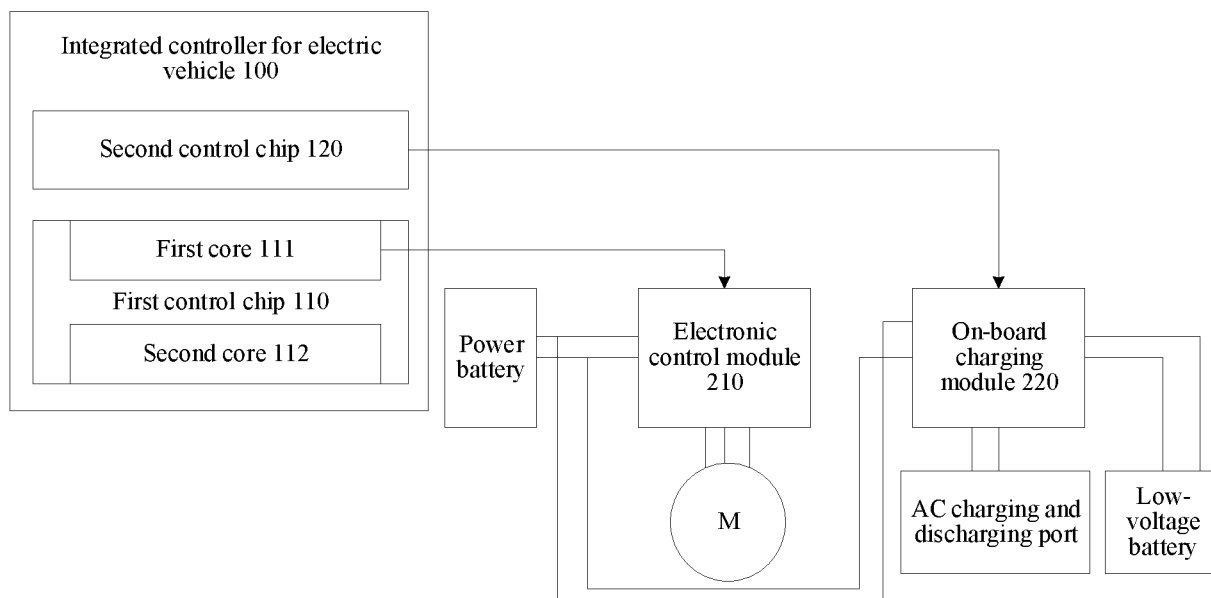 Integrated controller for electric
vehicle 100
Second control chip 120
First core 111
First control chip 110
Second core 112
Power
battery
Electronic
control module
210
On-board
charging
module 220
M
AC charging and
discharging port
Low-
voltage
battery